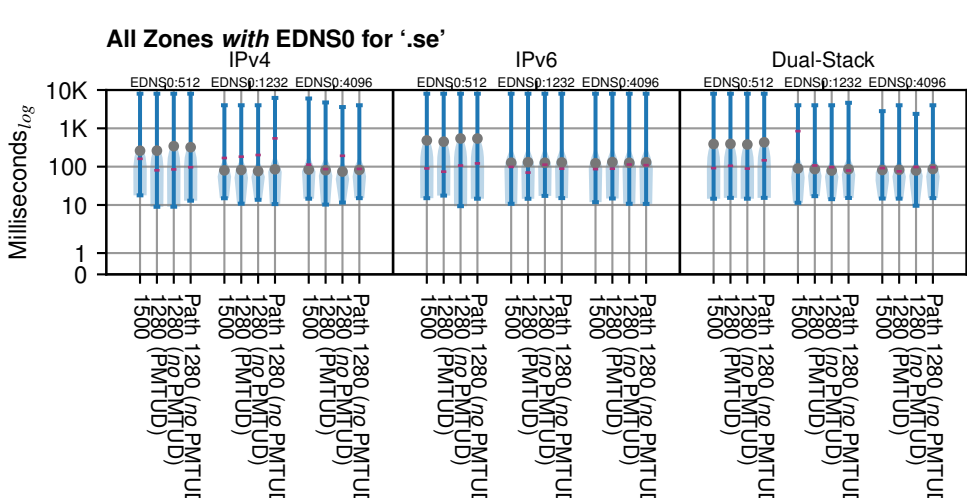 All Zones with EDNS0 for ‘.se’
IPv4 IPv6 Dual-Stack
EDNS0:512 EDNS0:1232 EDNS0:4096 EDNS0:512 EDNS0:1232 EDNS0:4096 EDNS0:512 EDNS0:1232 EDNS0:4096
Milliseconds log
10K
1K
100
10
1
0
1500
1280 (PMTUD)
1280 (no PMTUD)
Path 1280 (no PMTUD
1500
1280 (PMTUD)
1280 (no PMTUD)
Path 1280 (no PMTUD
1500
1280 (PMTUD)
1280 (no PMTUD)
Path 1280 (no PMTUD
1500
1280 (PMTUD)
1280 (no PMTUD)
Path 1280 (no PMTUD
1500
1280 (PMTUD)
1280 (no PMTUD)
Path 1280 (no PMTUD
1500
1280 (PMTUD)
1280 (no PMTUD)
Path 1280 (no PMTUD
1500
1280 (PMTUD)
1280 (no PMTUD)
Path 1280 (no PMTUD
1500
1280 (PMTUD)
1280 (no PMTUD)
Path 1280 (no PMTUD
1500
1280 (PMTUD)
1280 (no PMTUD)
Path 1280 (no PMTUD